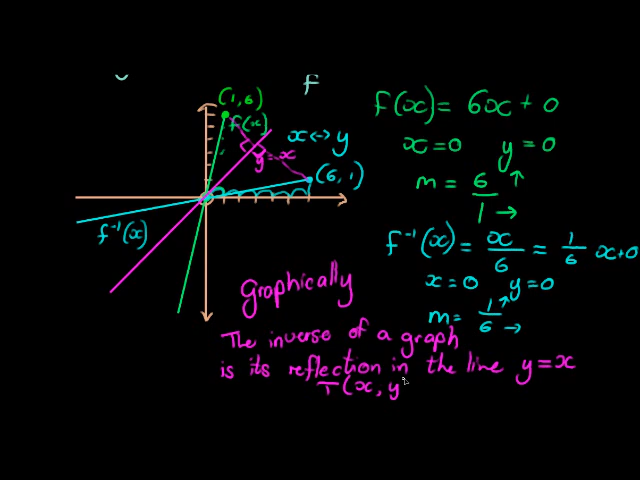 f
(1,6)
f(x)
x↔y
y=x
(6,1)
f⁻¹(x)
f(x) = 6x + 0
x=0 y=0
m = 6/1 ↑ →
f⁻¹(x) = x/6 = 1/6 x+0
x=0 y=0
m= 1/6 ↑ →
Graphically
The inverse of a graph
is its reflection in the line y=x
(x, y